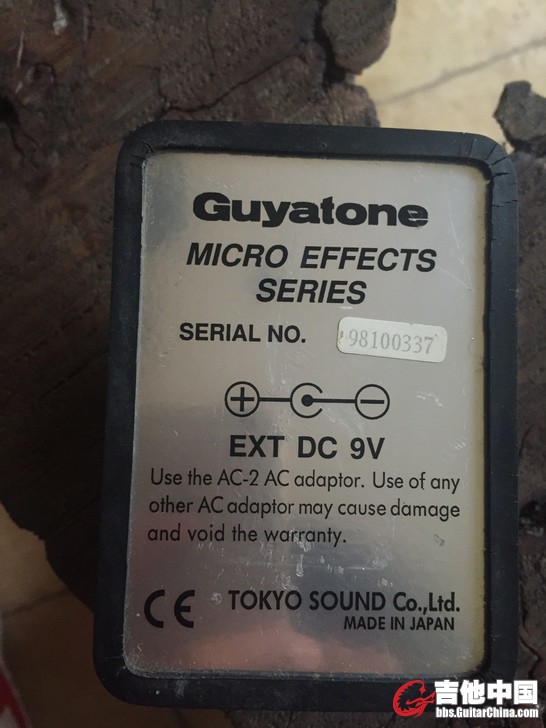 Guyatone
MICRO EFFECTS
SERIES
SERIAL NO. 98100337
+ −
EXT DC 9V
Use the AC-2 AC adaptor. Use of any
other AC adaptor may cause damage
and void the warranty.
CE TOKYO SOUND Co.,Ltd.
MADE IN JAPAN
吉他中国
bbs.GuitarChina.com